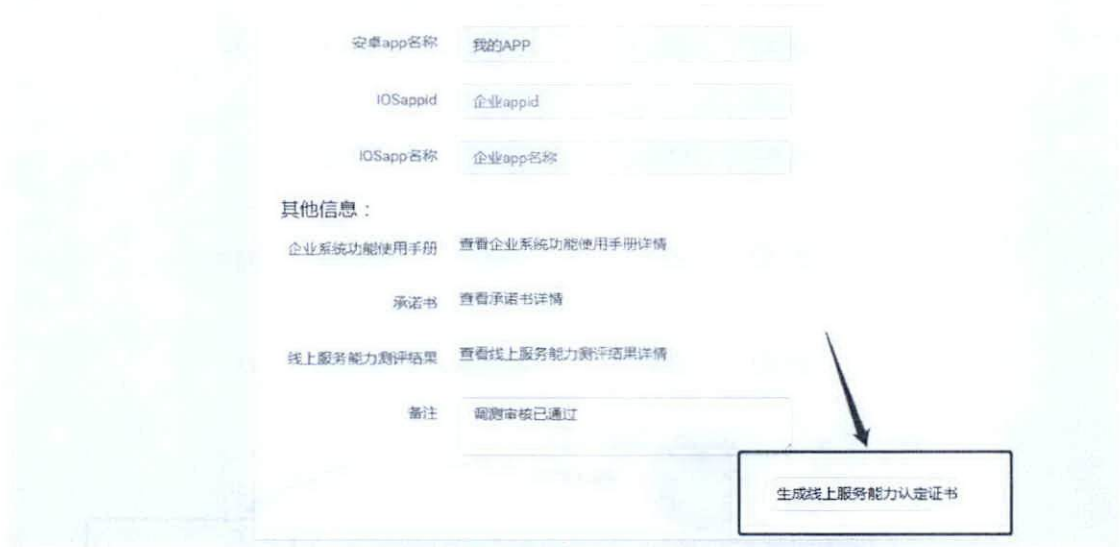 安卓app名称 我的APP
IOSappid 企业appid
IOSapp名称 企业app名称
其他信息：
企业系统功能使用手册 查看企业系统功能使用手册详情
承诺书 查看承诺书详情
线上服务能力测评结果 查看线上服务能力测评结果详情
备注 调测审核已通过
生成线上服务能力认定证书